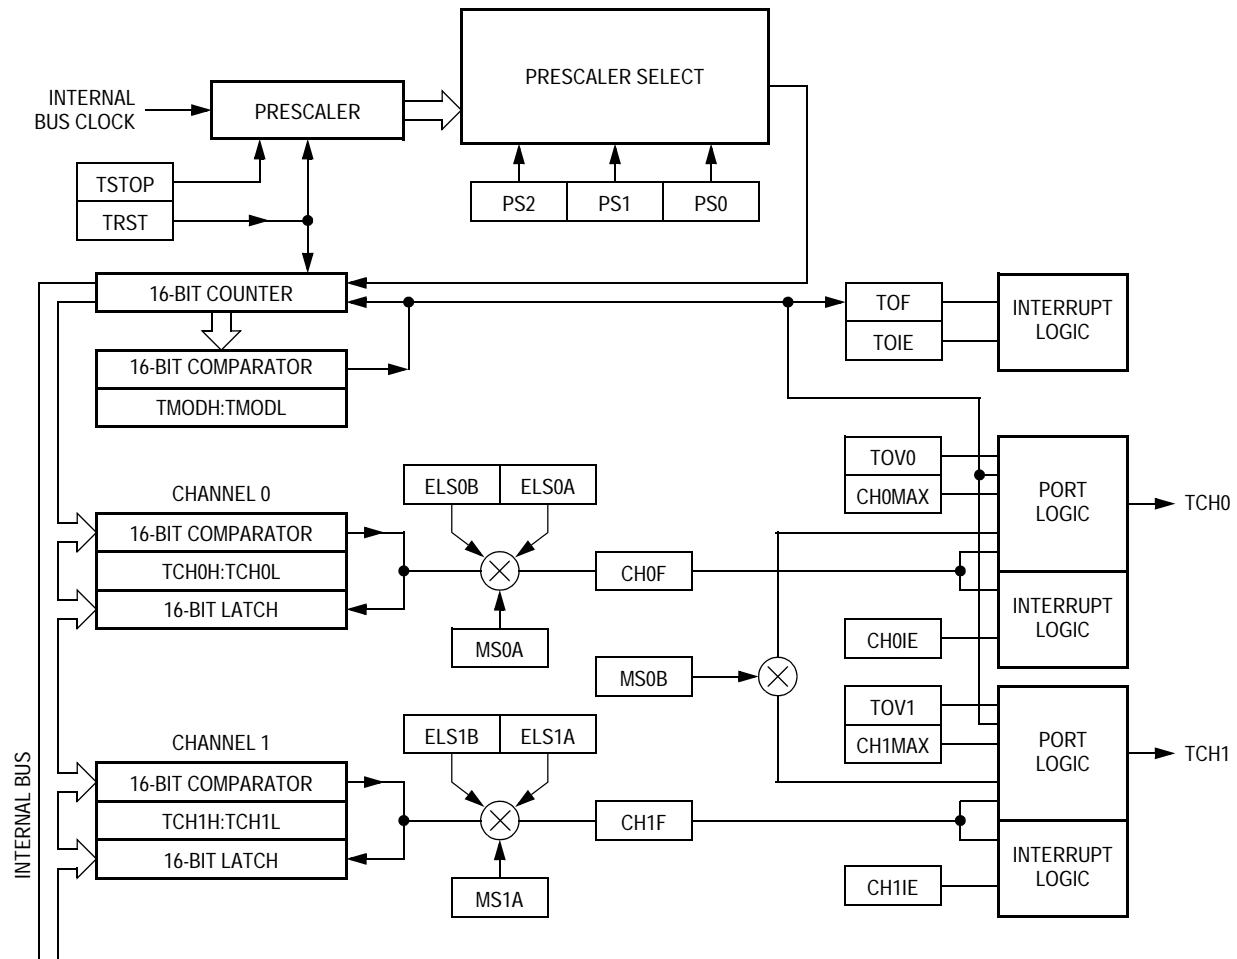 PRESCALER SELECT
INTERNAL
BUS CLOCK
PRESCALER
TSTOP
TRST
PS2
PS1
PS0
16-BIT COUNTER
16-BIT COMPARATOR
TMODH:TMODL
TOF
TOIE
INTERRUPT
LOGIC
CHANNEL 0
16-BIT COMPARATOR
TCH0H:TCH0L
16-BIT LATCH
ELS0B
ELS0A
MS0A
CH0F
TOV0
CH0MAX
PORT
LOGIC
TCH0
INTERRUPT
LOGIC
CH0IE
MS0B
CHANNEL 1
16-BIT COMPARATOR
TCH1H:TCH1L
16-BIT LATCH
ELS1B
ELS1A
MS1A
CH1F
TOV1
CH1MAX
PORT
LOGIC
TCH1
INTERRUPT
LOGIC
CH1IE
INTERNAL BUS